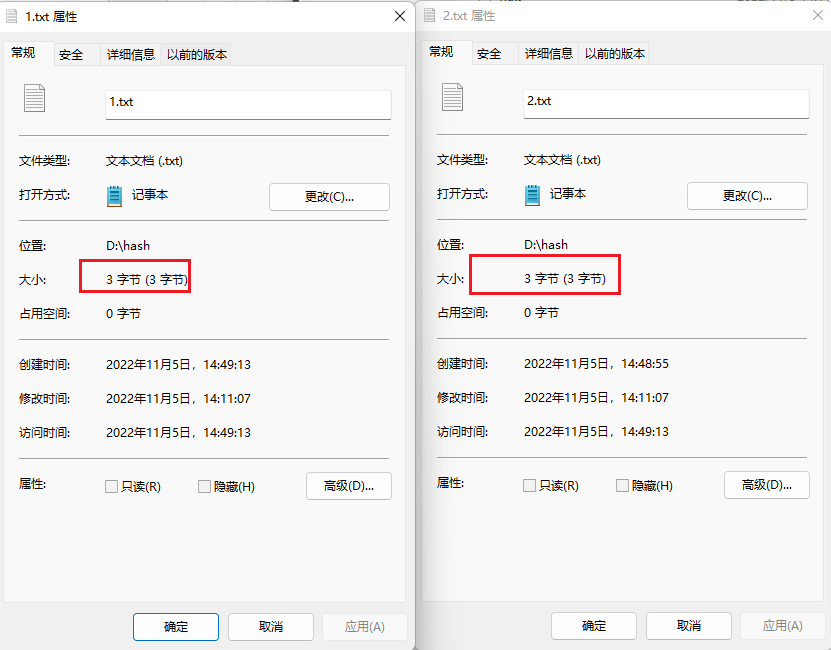 1.txt 属性
常规 安全 详细信息 以前的版本
1.txt
文件类型: 文本文档 (.txt)
打开方式: 记事本 更改(C)...
位置: D:\hash
大小: 3 字节 (3 字节)
占用空间: 0 字节
创建时间: 2022年11月5日，14:49:13
修改时间: 2022年11月5日，14:11:07
访问时间: 2022年11月5日，14:49:13
属性: 只读(R) 隐藏(H) 高级(D)...
确定 取消 应用(A)
2.txt 属性
常规 安全 详细信息 以前的版本
2.txt
文件类型: 文本文档 (.txt)
打开方式: 记事本 更改(C)...
位置: D:\hash
大小: 3 字节 (3 字节)
占用空间: 0 字节
创建时间: 2022年11月5日，14:48:55
修改时间: 2022年11月5日，14:11:07
访问时间: 2022年11月5日，14:49:13
属性: 只读(R) 隐藏(H) 高级(D)...
确定 取消 应用(A)